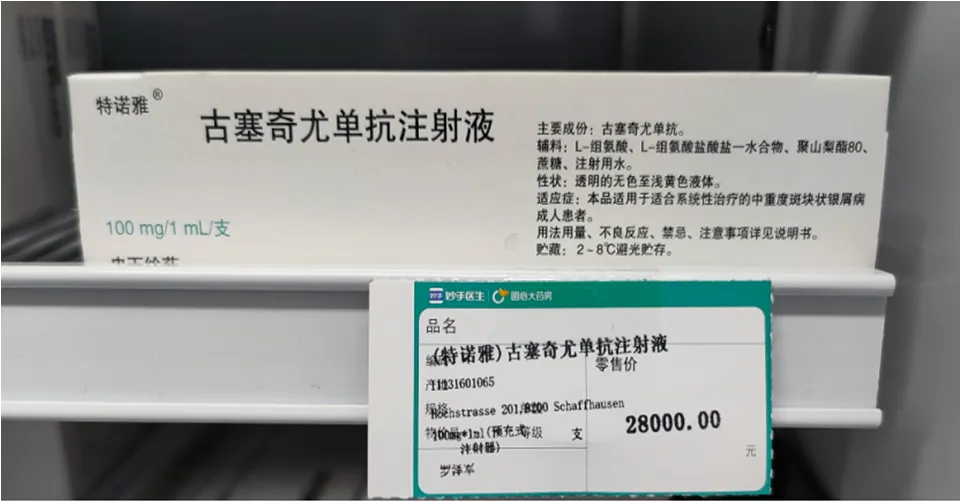 特诺雅®
古塞奇尤单抗注射液
100 mg/1 mL/支
主要成份：古塞奇尤单抗。
辅料：L-组氨酸、L-组氨酸盐酸盐一水合物、聚山梨酯80、
蔗糖、注射用水。
性状：透明的无色至浅黄色液体。
适应症：本品适用于适合系统性治疗的中重度斑块状银屑病
成人患者。
用法用量、不良反应、禁忌、注意事项详见说明书。
贮藏：2~8℃避光贮存。
妙手 妙手医生 圆心大药房
品名
(特诺雅)古塞奇尤单抗注射液
零售价
1131601065
Hochstrasse 201, 8200 Schaffhausen
100mg*1ml(预充式
注射器)
等级
支
28000.00
元